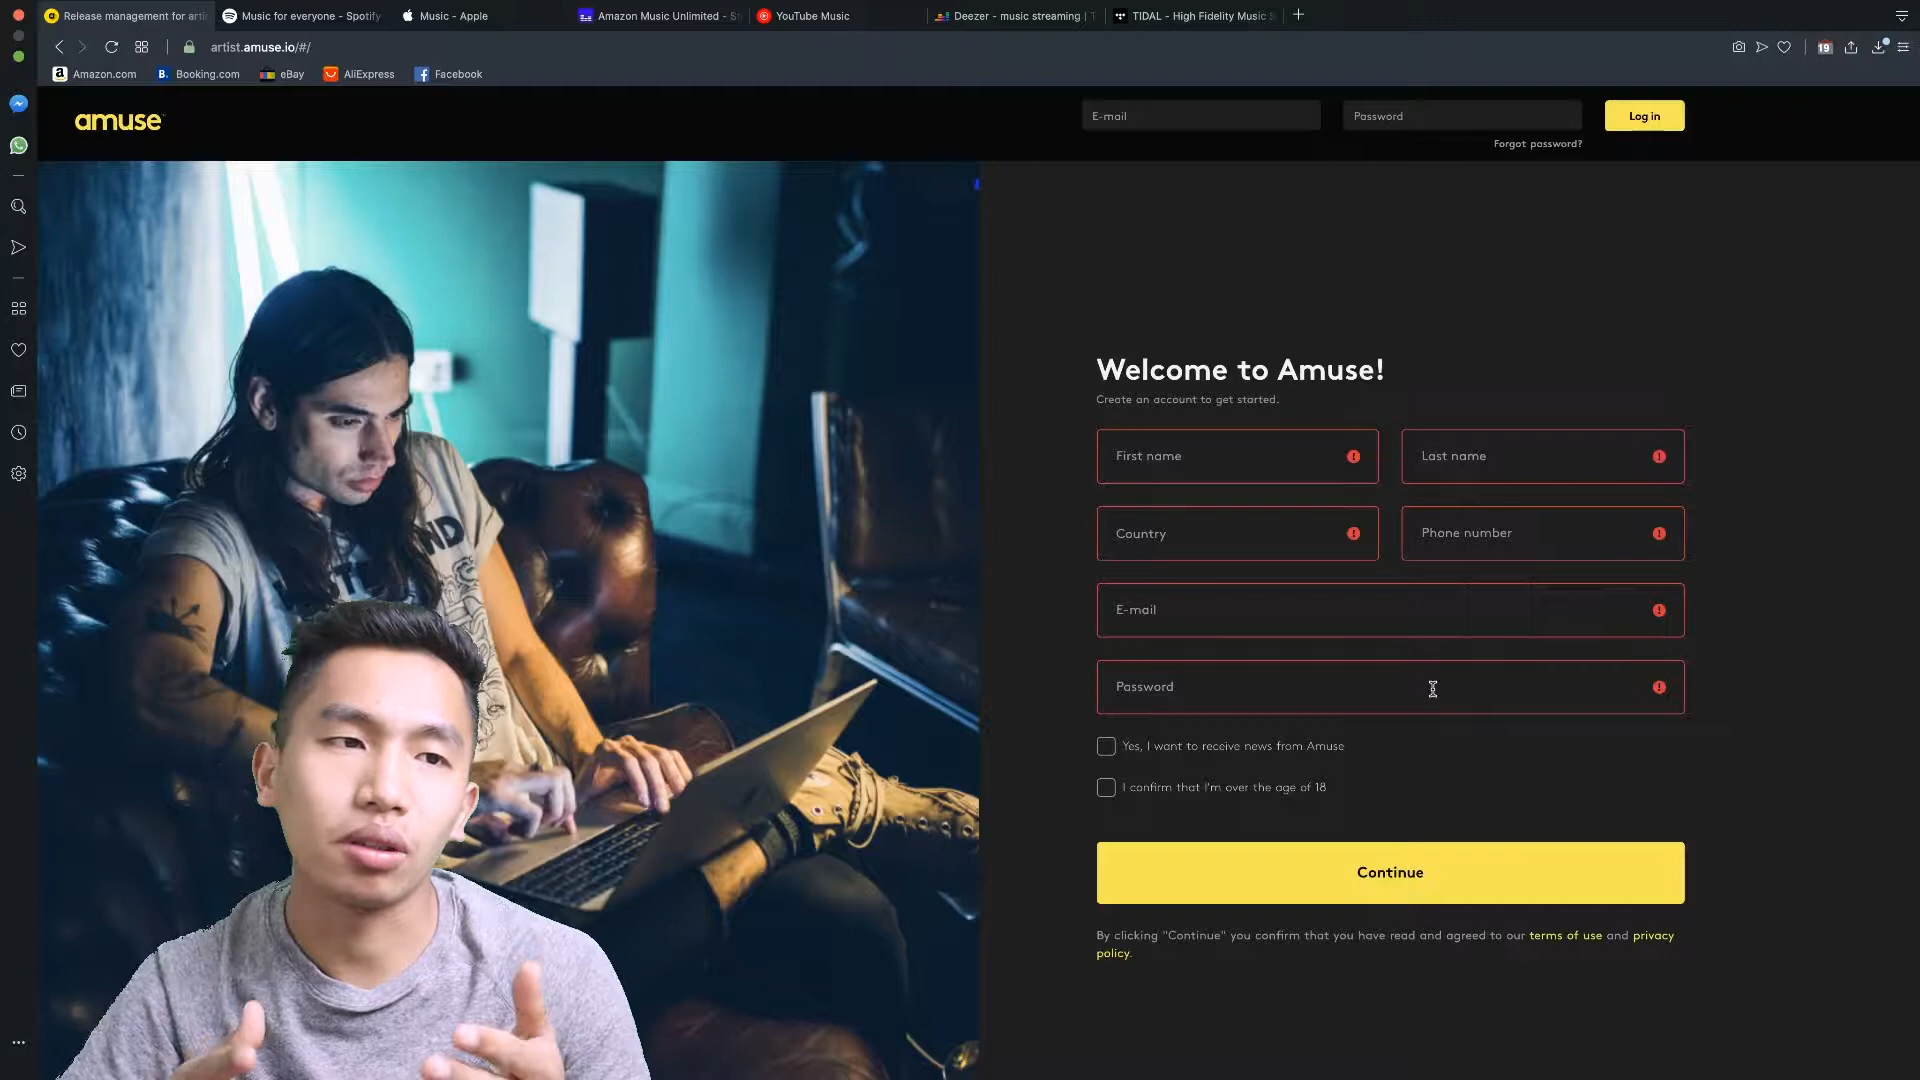 Release management for arti
Music for everyone - Spotify
Music - Apple
Amazon Music Unlimited - S
YouTube Music
Deezer - music streaming | T
TIDAL - High Fidelity Music S
artist.amuse.io/#/
19
Amazon.com
Booking.com
eBay
AliExpress
Facebook
amuse
E-mail
Password
Log in
Forgot password?
Welcome to Amuse!
Create an account to get started.
First name
Last name
Country
Phone number
E-mail
Password
Yes, I want to receive news from Amuse
I confirm that I'm over the age of 18
Continue
By clicking "Continue" you confirm that you have read and agreed to our terms of use and privacy
policy.